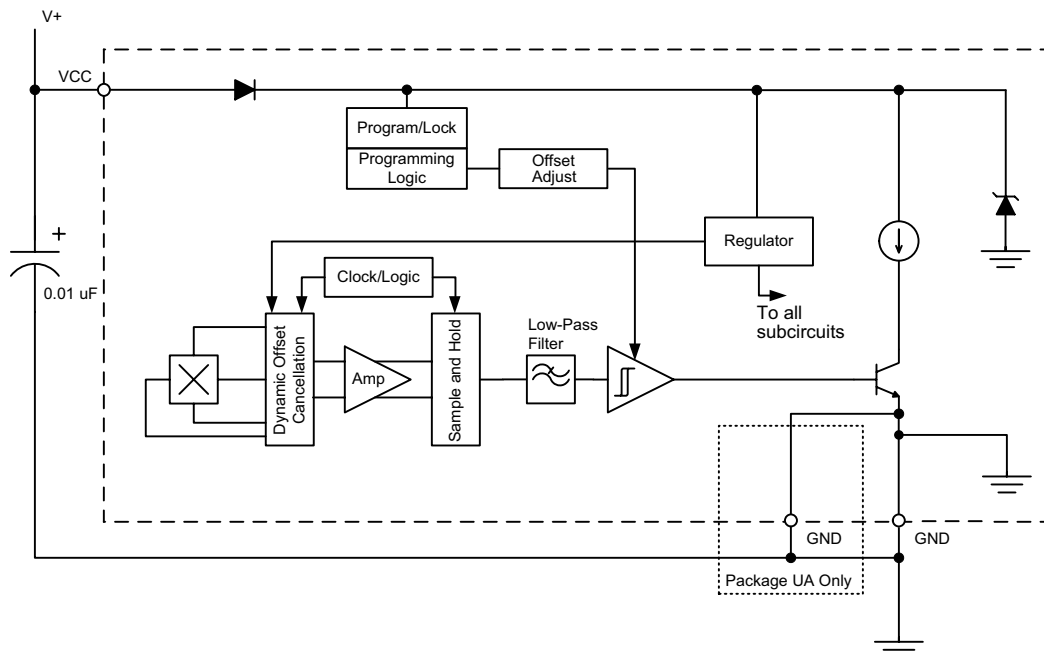 V+
VCC
Program/Lock
Programming
Logic
Offset
Adjust
+
0.01 uF
Regulator
Clock/Logic
To all
subcircuits
Dynamic Offset
Cancellation
Amp
Sample and Hold
Low-Pass
Filter
GND
GND
Package UA Only